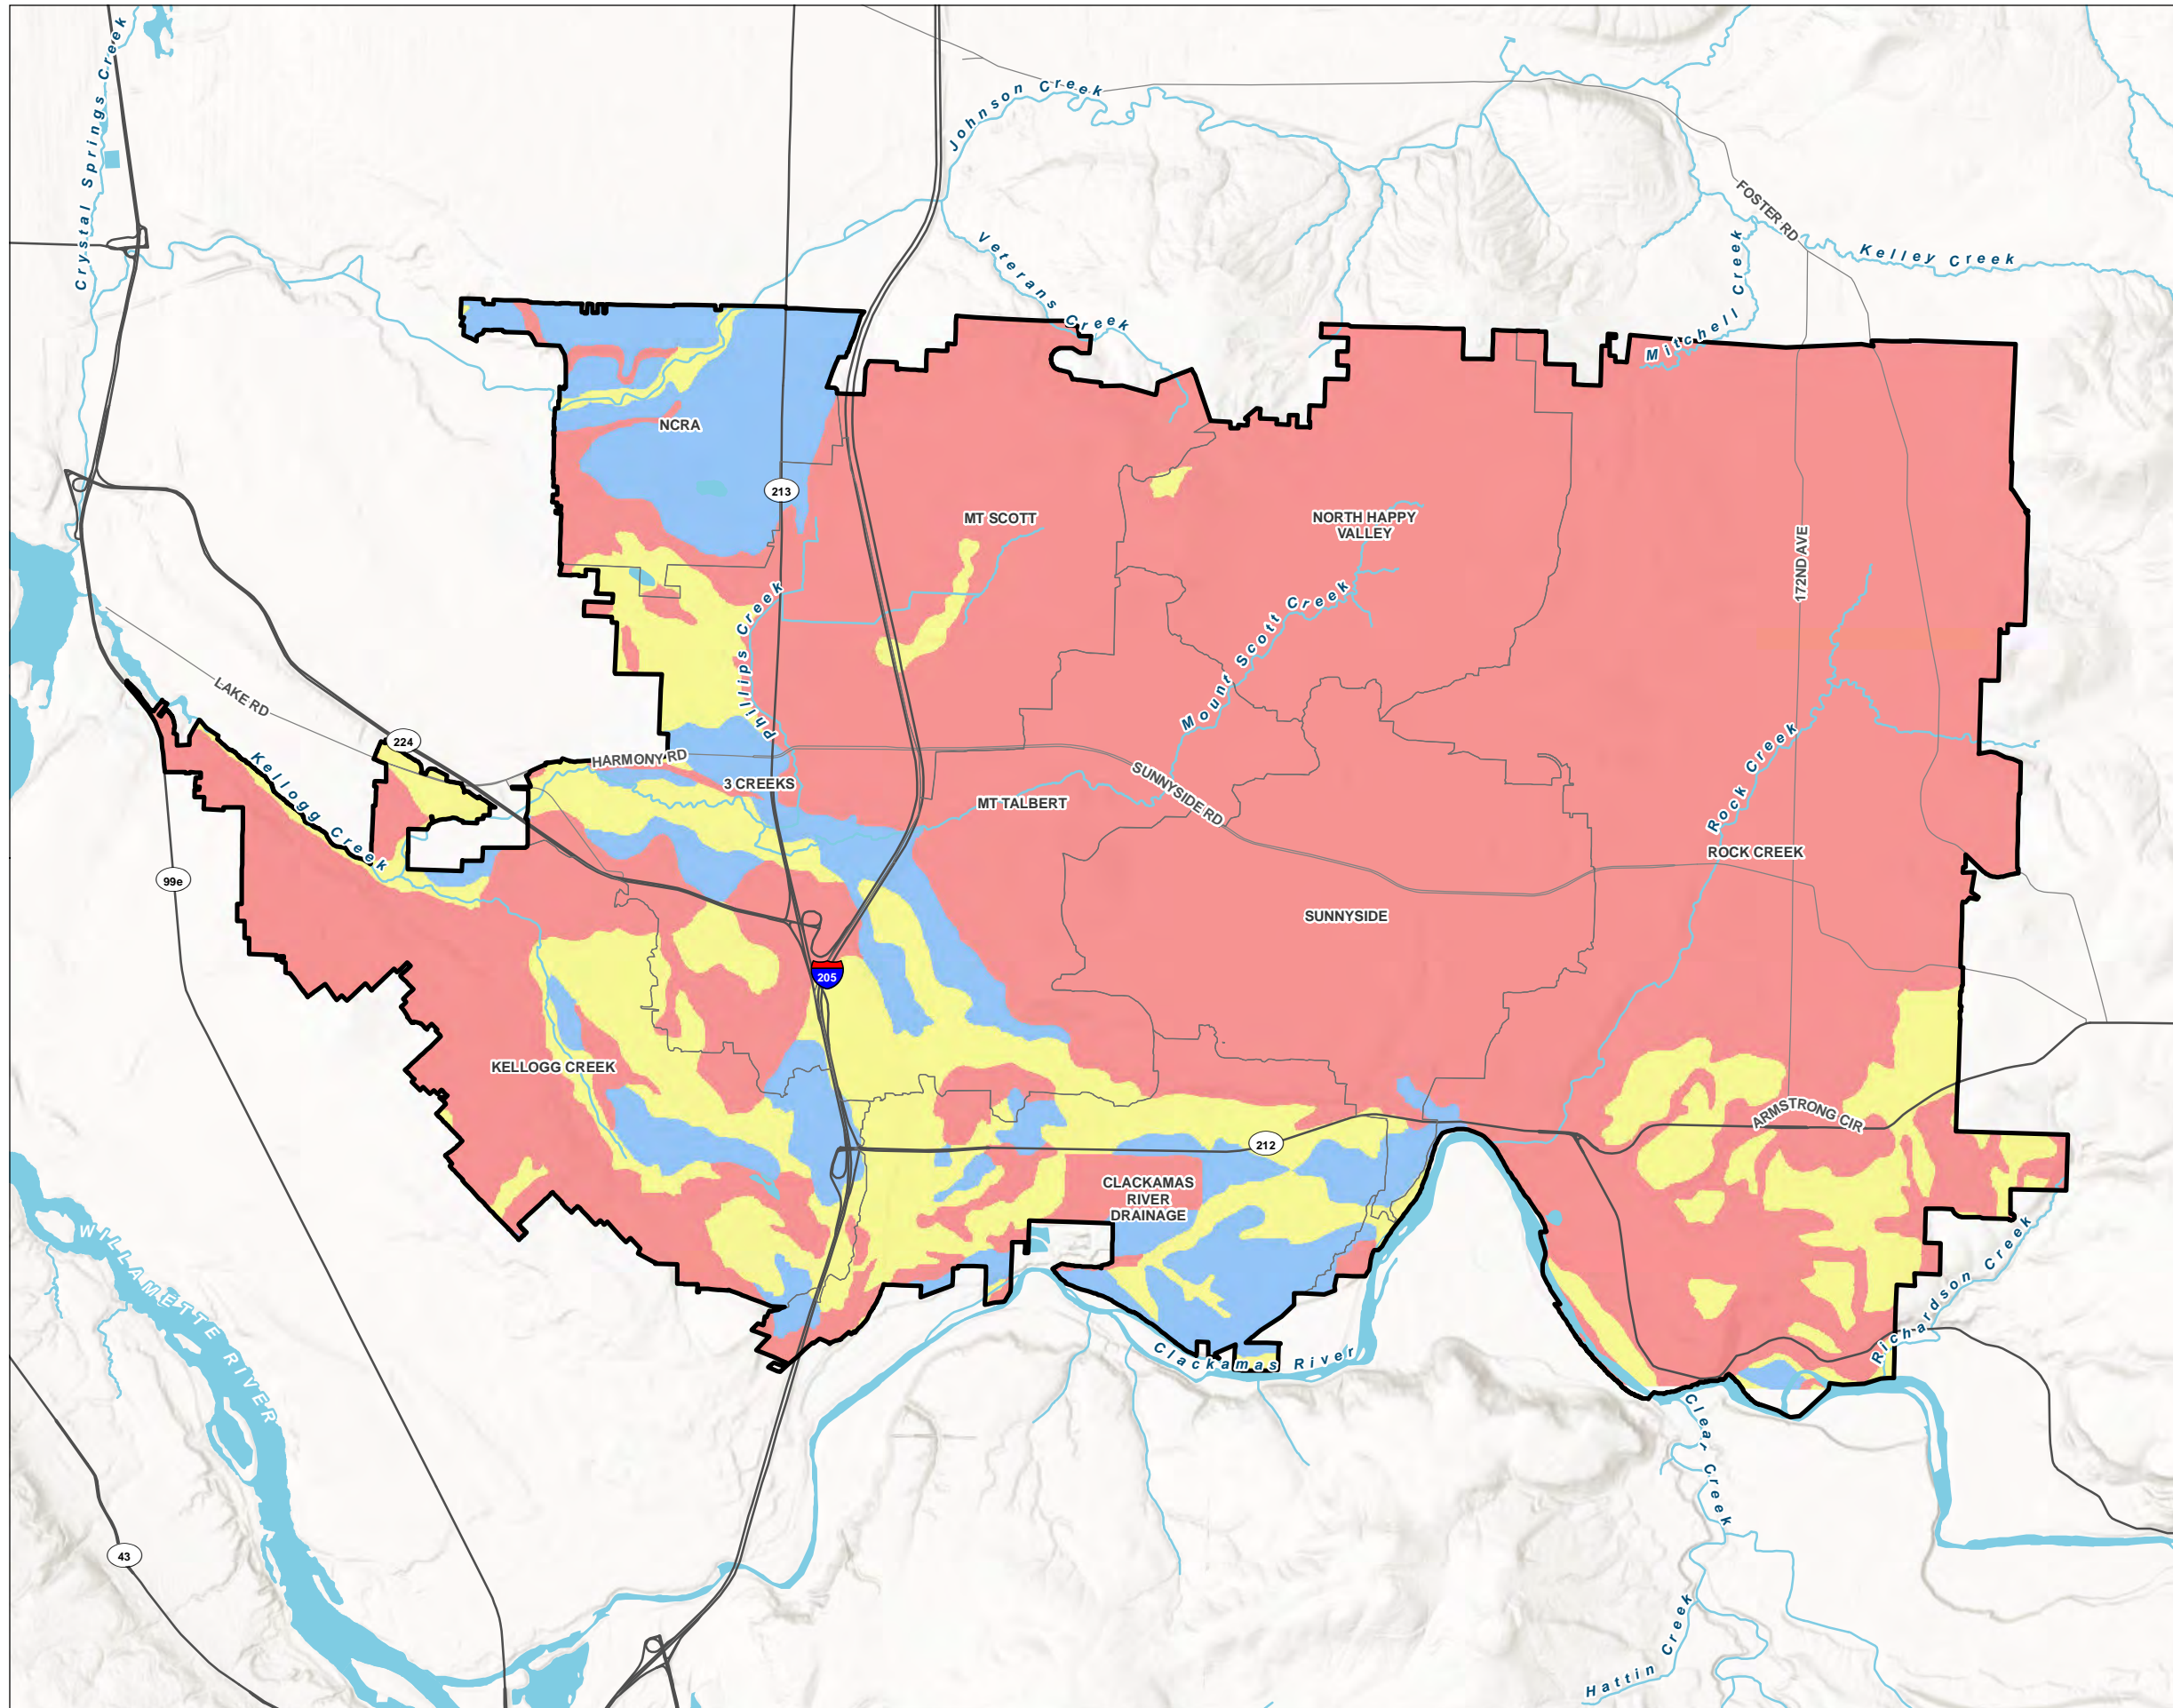 Crystal Springs Creek
Johnson Creek
FOSTER RD
Veterans Creek
Kelley Creek
Mitchell Creek
NCRA
213
MT SCOTT
NORTH HAPPY
VALLEY
172ND AVE
Phillips Creek
Mount Scott Creek
LAKE RD
224
HARMONY RD
Kellogg Creek
3 CREEKS
MT TALBERT
SUNNYSIDE RD
Rock Creek
ROCK CREEK
99e
SUNNYSIDE
205
KELLOGG CREEK
ARMSTRONG CIR
212
CLACKAMAS
RIVER
DRAINAGE
WILLAMETTE RIVER
Richardson Creek
Clackamas River
Clear Creek
43
Hattin Creek